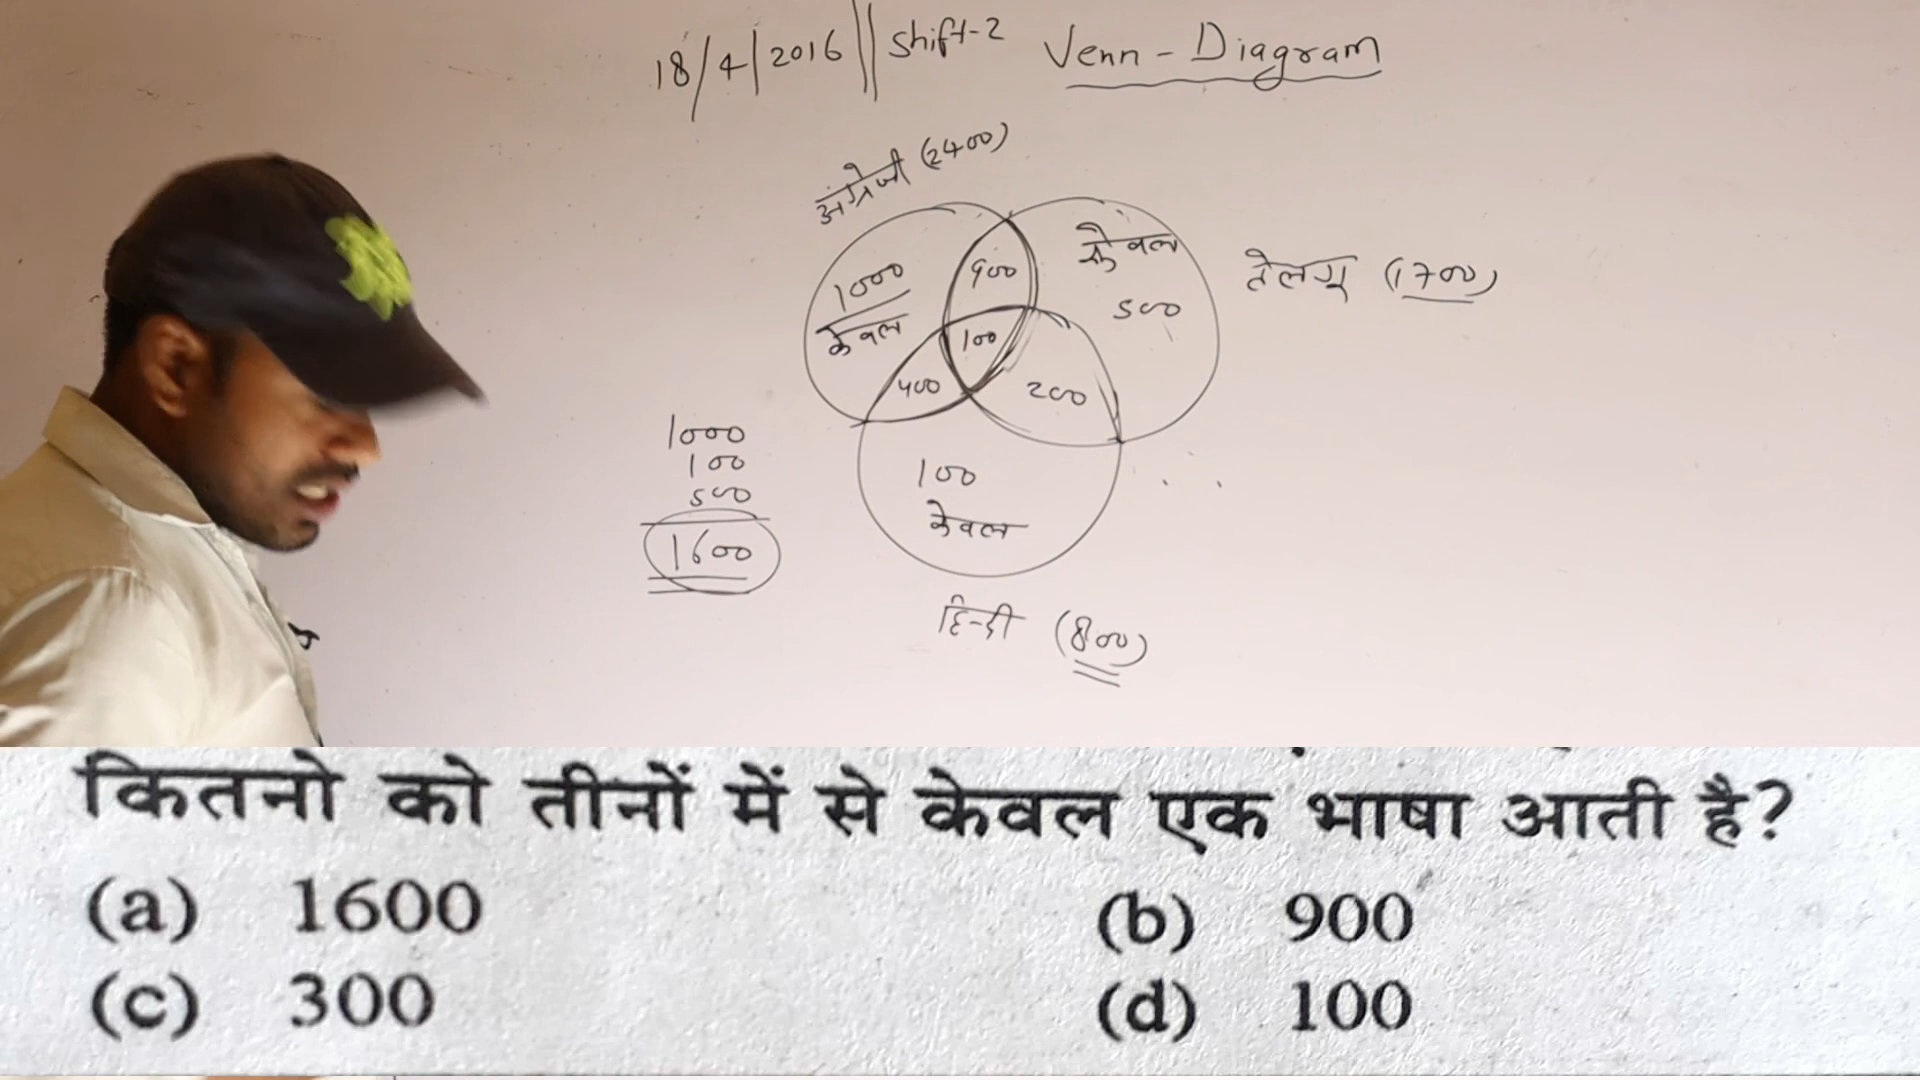 18/4/2016 || Shift-2 Venn-Diagram
अंग्रेजी (2400)
1000
केवल
900
केवल
500
तेलगू (1700)
100
400
200
1000
100
500
1600
100
केवल
हिन्दी (800)
कितनो को तीनों में से केवल एक भाषा आती है?
(a) 1600 (b) 900
(c) 300 (d) 100